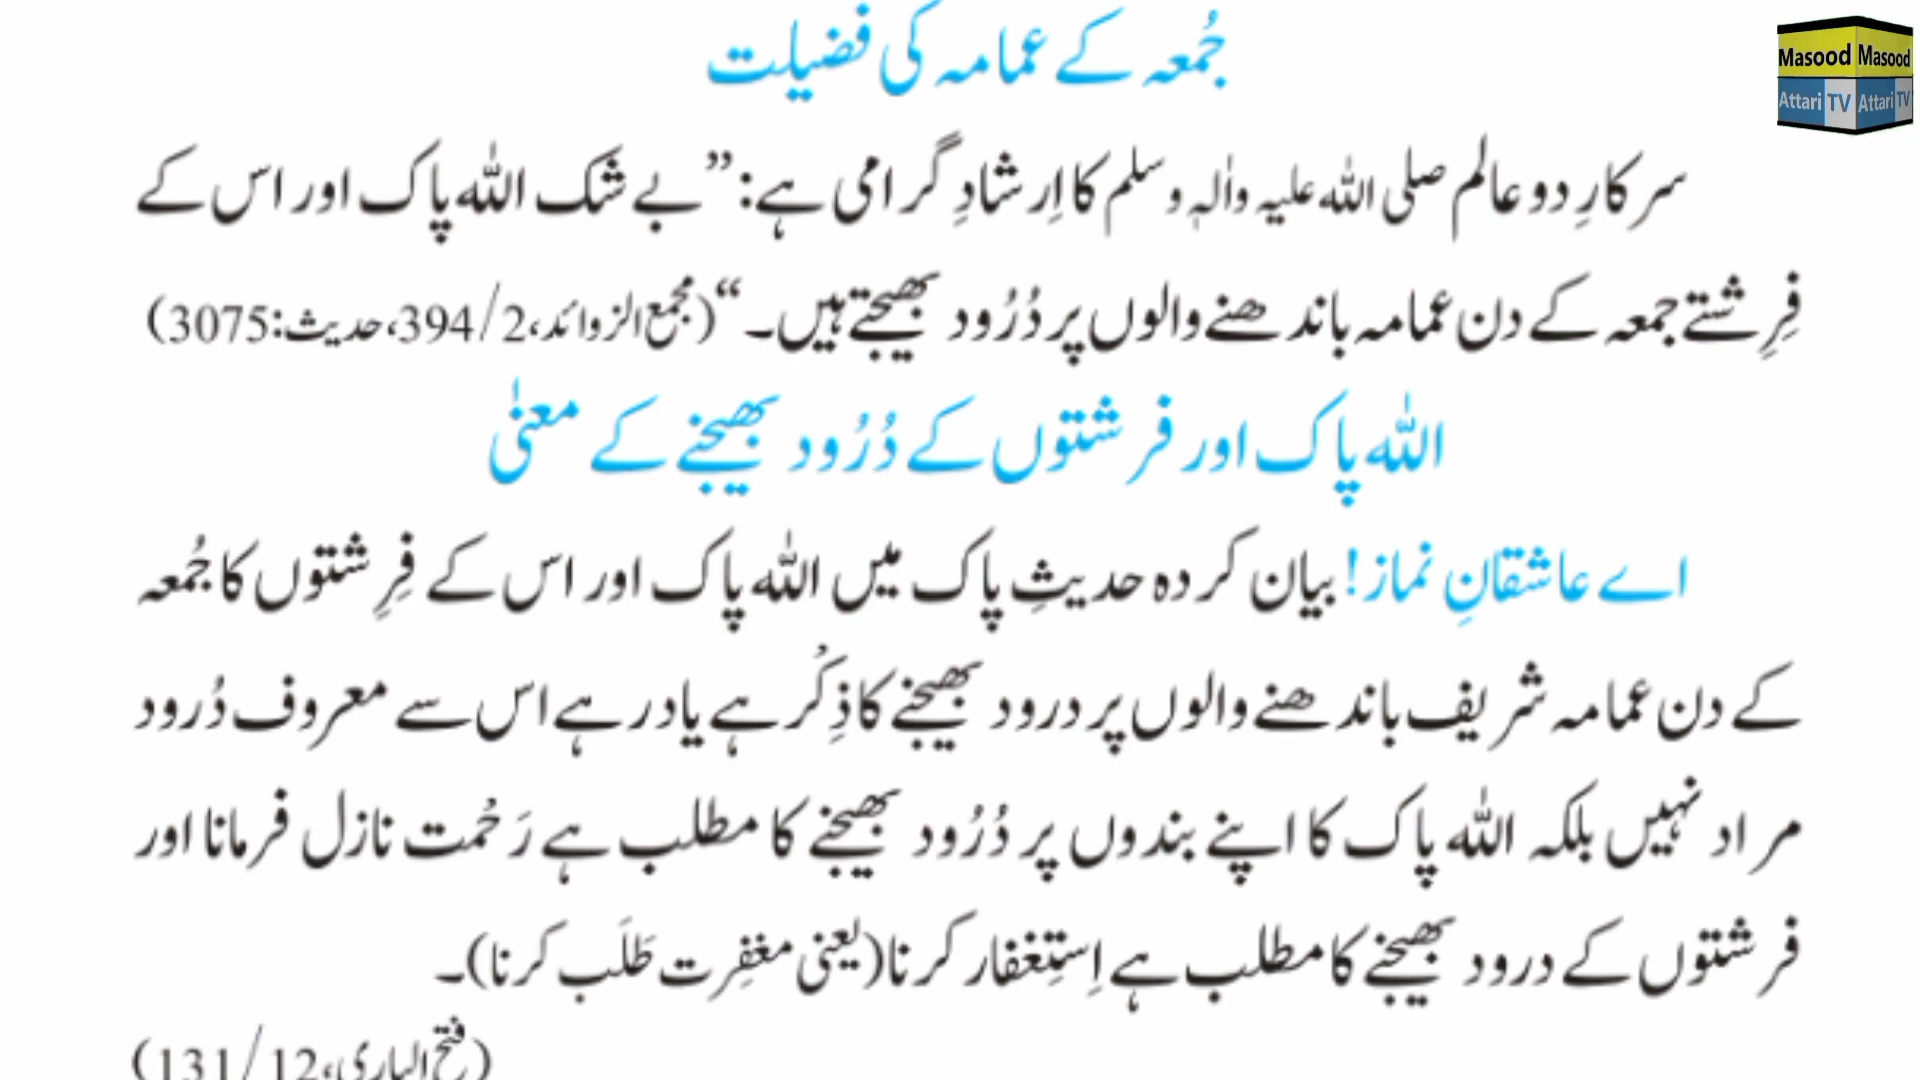 جُمعہ کے عمامہ کی فضیلت
سرکارِ دو عالم صلی اللہ علیہ واٰلہٖ وسلم کا اِرشادِ گرامی ہے: ”بے شک اللہ پاک اور اس کے
فِرِشتے جمعہ کے دن عمامہ باندھنے والوں پر دُرُود بھیجتے ہیں۔“ (مجمع الزوائد، 2/394، حدیث: 3075)
اللہ پاک اور فرشتوں کے دُرُود بھیجنے کے معنیٰ
اے عاشقانِ نماز! بیان کردہ حدیثِ پاک میں اللہ پاک اور اس کے فِرِشتوں کا جُمعہ
کے دن عمامہ شریف باندھنے والوں پر درود بھیجنے کا ذِکْر ہے یاد رہے اس سے معروف دُرود
مراد نہیں بلکہ اللہ پاک کا اپنے بندوں پر دُرُود بھیجنے کا مطلب ہے رَحْمت نازل فرمانا اور
فرشتوں کے درود بھیجنے کا مطلب ہے اِستِغفار کرنا (یعنی مغفِرت طَلَب کرنا)۔
(فتح الباری، 12/131)
Masood Masood
Attari TV Attari TV